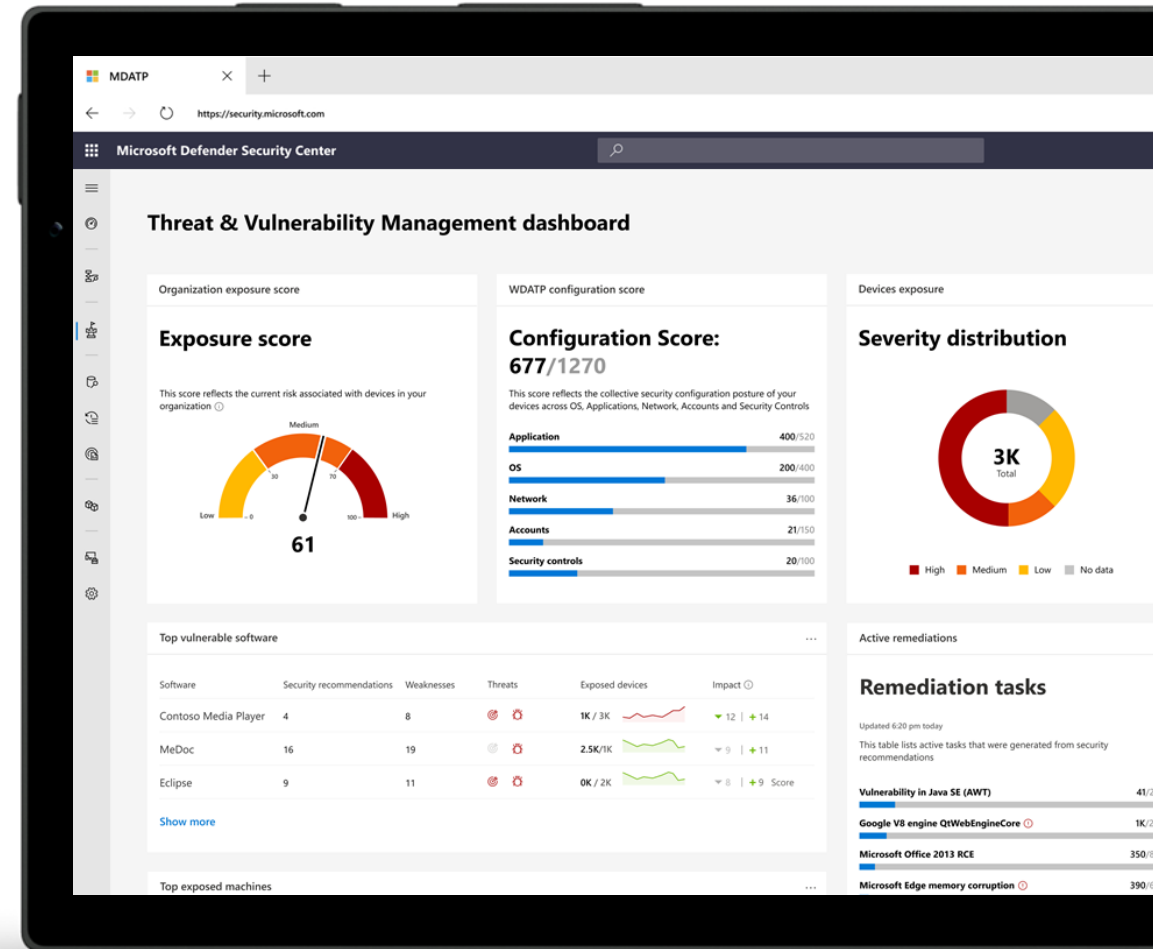 MDATP
https://security.microsoft.com
Microsoft Defender Security Center
Threat & Vulnerability Management dashboard
Organization exposure score
Exposure score
This score reflects the current risk associated with devices in your
organization
Medium
30
70
Low
0
100
High
61
WDATP configuration score
Configuration Score:
677/1270
This score reflects the collective security configuration posture of your
devices across OS, Applications, Network, Accounts and Security Controls
Application 400/520
OS 200/400
Network 36/100
Accounts 21/150
Security controls 20/100
Devices exposure
Severity distribution
3K
Total
High Medium Low No data
Top vulnerable software ...
Software Security recommendations Weaknesses Threats Exposed devices Impact
Contoso Media Player 4 8 1K / 3K 12 | + 14
MeDoc 16 19 2.5K/1K 9 | + 11
Eclipse 9 11 0K / 2K 8 | + 9 Score
Show more
Top exposed machines ...
Active remediations
Remediation tasks
Updated 6:20 pm today
This table lists active tasks that were generated from security
recommendations
Vulnerability in Java SE (AWT) 41/2
Google V8 engine QtWebEngineCore 1K/2
Microsoft Office 2013 RCE 350/8
Microsoft Edge memory corruption 390/6